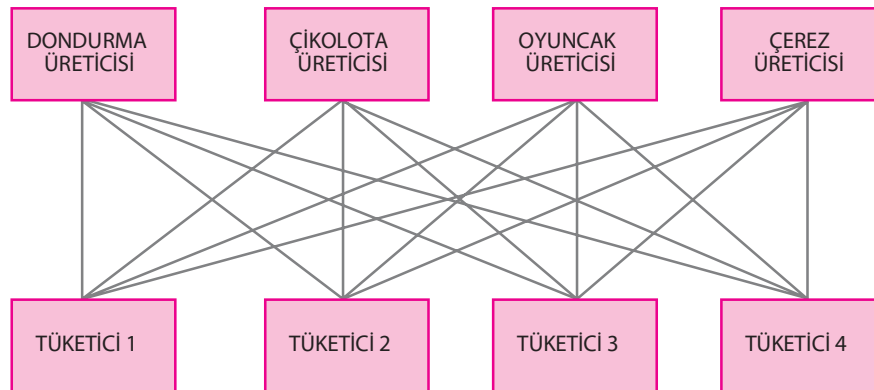 DONDURMA
ÜRETİCİSİ
ÇİKOLOTA
ÜRETİCİSİ
OYUNCAK
ÜRETİCİSİ
ÇEREZ
ÜRETİCİSİ
TÜKETİCİ 1
TÜKETİCİ 2
TÜKETİCİ 3
TÜKETİCİ 4